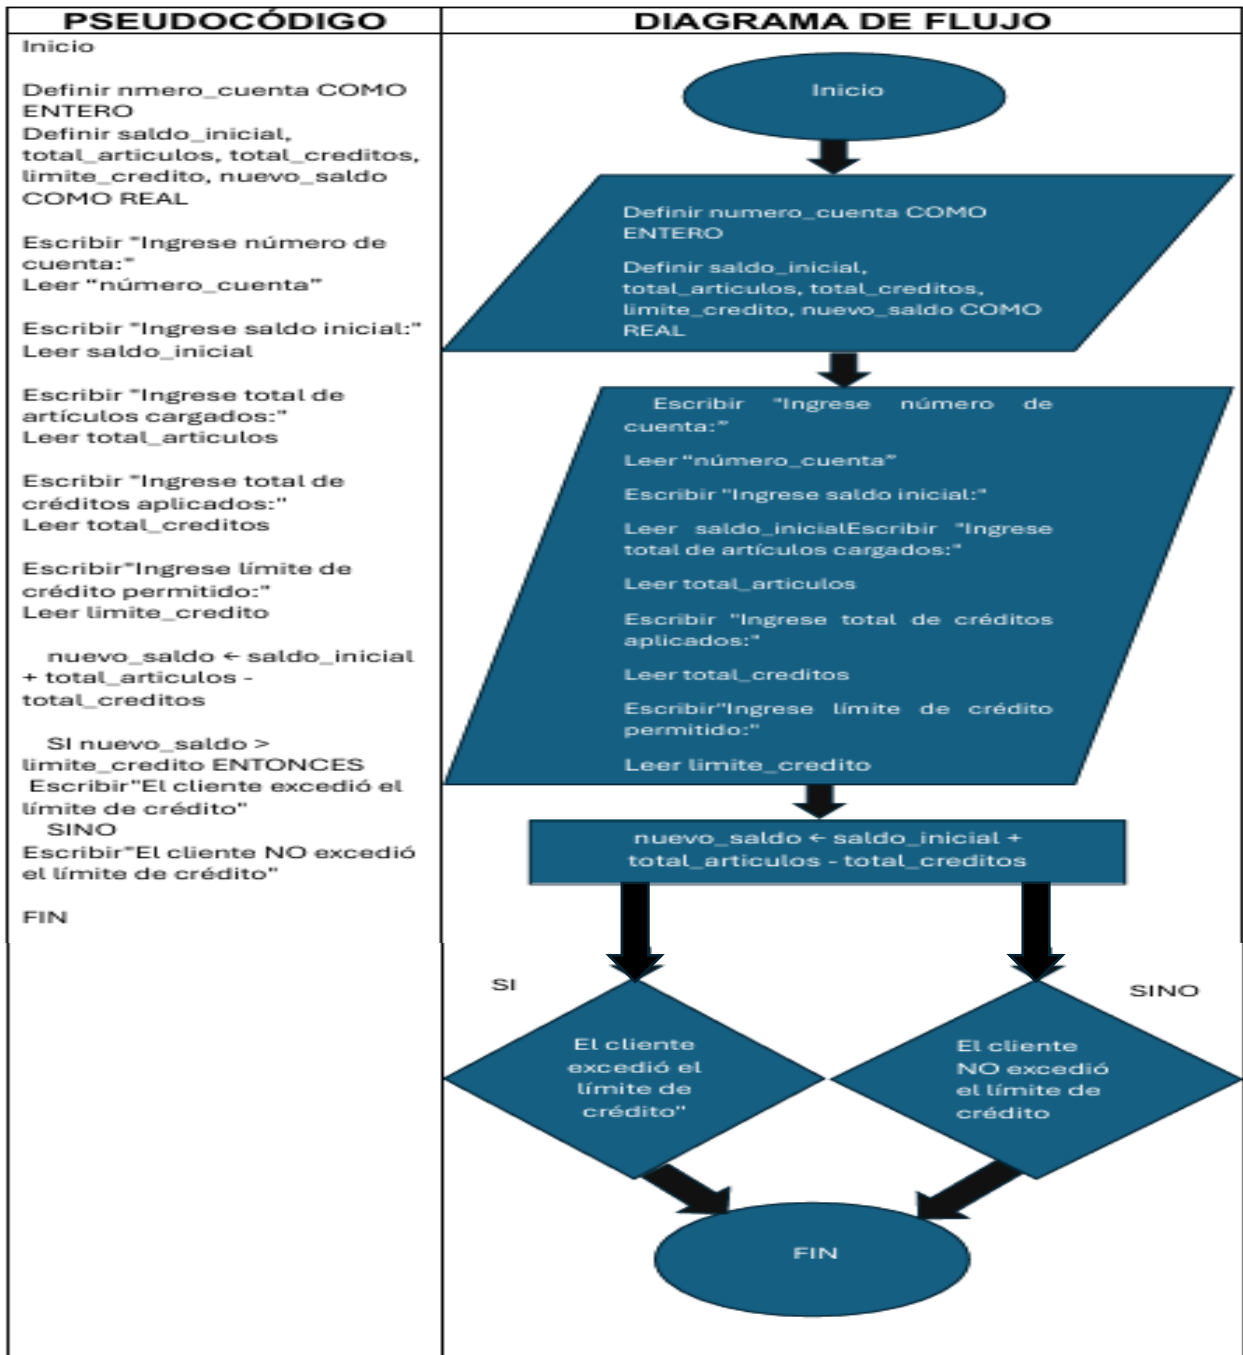 PSEUDOCÓDIGO
Inicio
Definir nmero_cuenta COMO
ENTERO
Definir saldo_inicial,
total_articulos, total_creditos,
limite_credito, nuevo_saldo
COMO REAL
Escribir "Ingrese número de
cuenta:"
Leer “número_cuenta”
Escribir "Ingrese saldo inicial:"
Leer saldo_inicial
Escribir "Ingrese total de
artículos cargados:"
Leer total_articulos
Escribir "Ingrese total de
créditos aplicados:"
Leer total_creditos
Escribir"Ingrese límite de
crédito permitido:"
Leer limite_credito
nuevo_saldo ← saldo_inicial
+ total_articulos -
total_creditos
SI nuevo_saldo >
limite_credito ENTONCES
Escribir"El cliente excedió el
límite de crédito"
SINO
Escribir"El cliente NO excedió
el límite de crédito"
FIN
DIAGRAMA DE FLUJO
Inicio
Definir numero_cuenta COMO
ENTERO
Definir saldo_inicial,
total_articulos, total_creditos,
limite_credito, nuevo_saldo COMO
REAL
Escribir "Ingrese número de
cuenta:"
Leer “número_cuenta”
Escribir "Ingrese saldo inicial:"
Leer saldo_inicialEscribir "Ingrese
total de artículos cargados:"
Leer total_articulos
Escribir "Ingrese total de créditos
aplicados:"
Leer total_creditos
Escribir"Ingrese límite de crédito
permitido:"
Leer limite_credito
nuevo_saldo ← saldo_inicial +
total_articulos - total_creditos
SI
El cliente
excedió el
límite de
crédito"
SINO
El cliente
NO excedió
el límite de
crédito
FIN